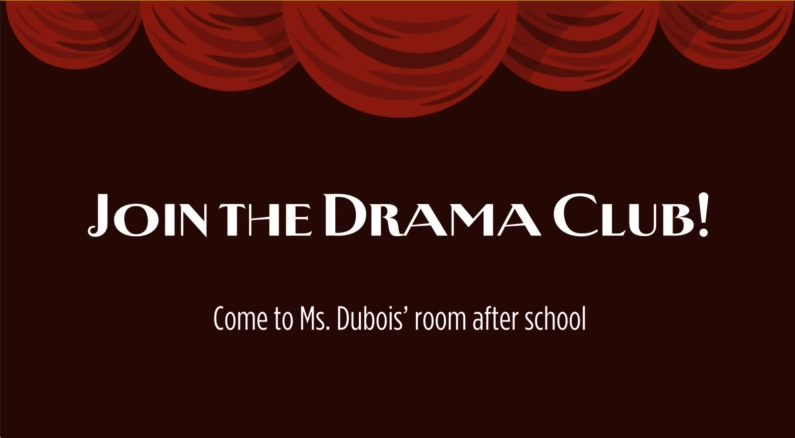 Join the Drama Club!
Come to Ms. Dubois’ room after school